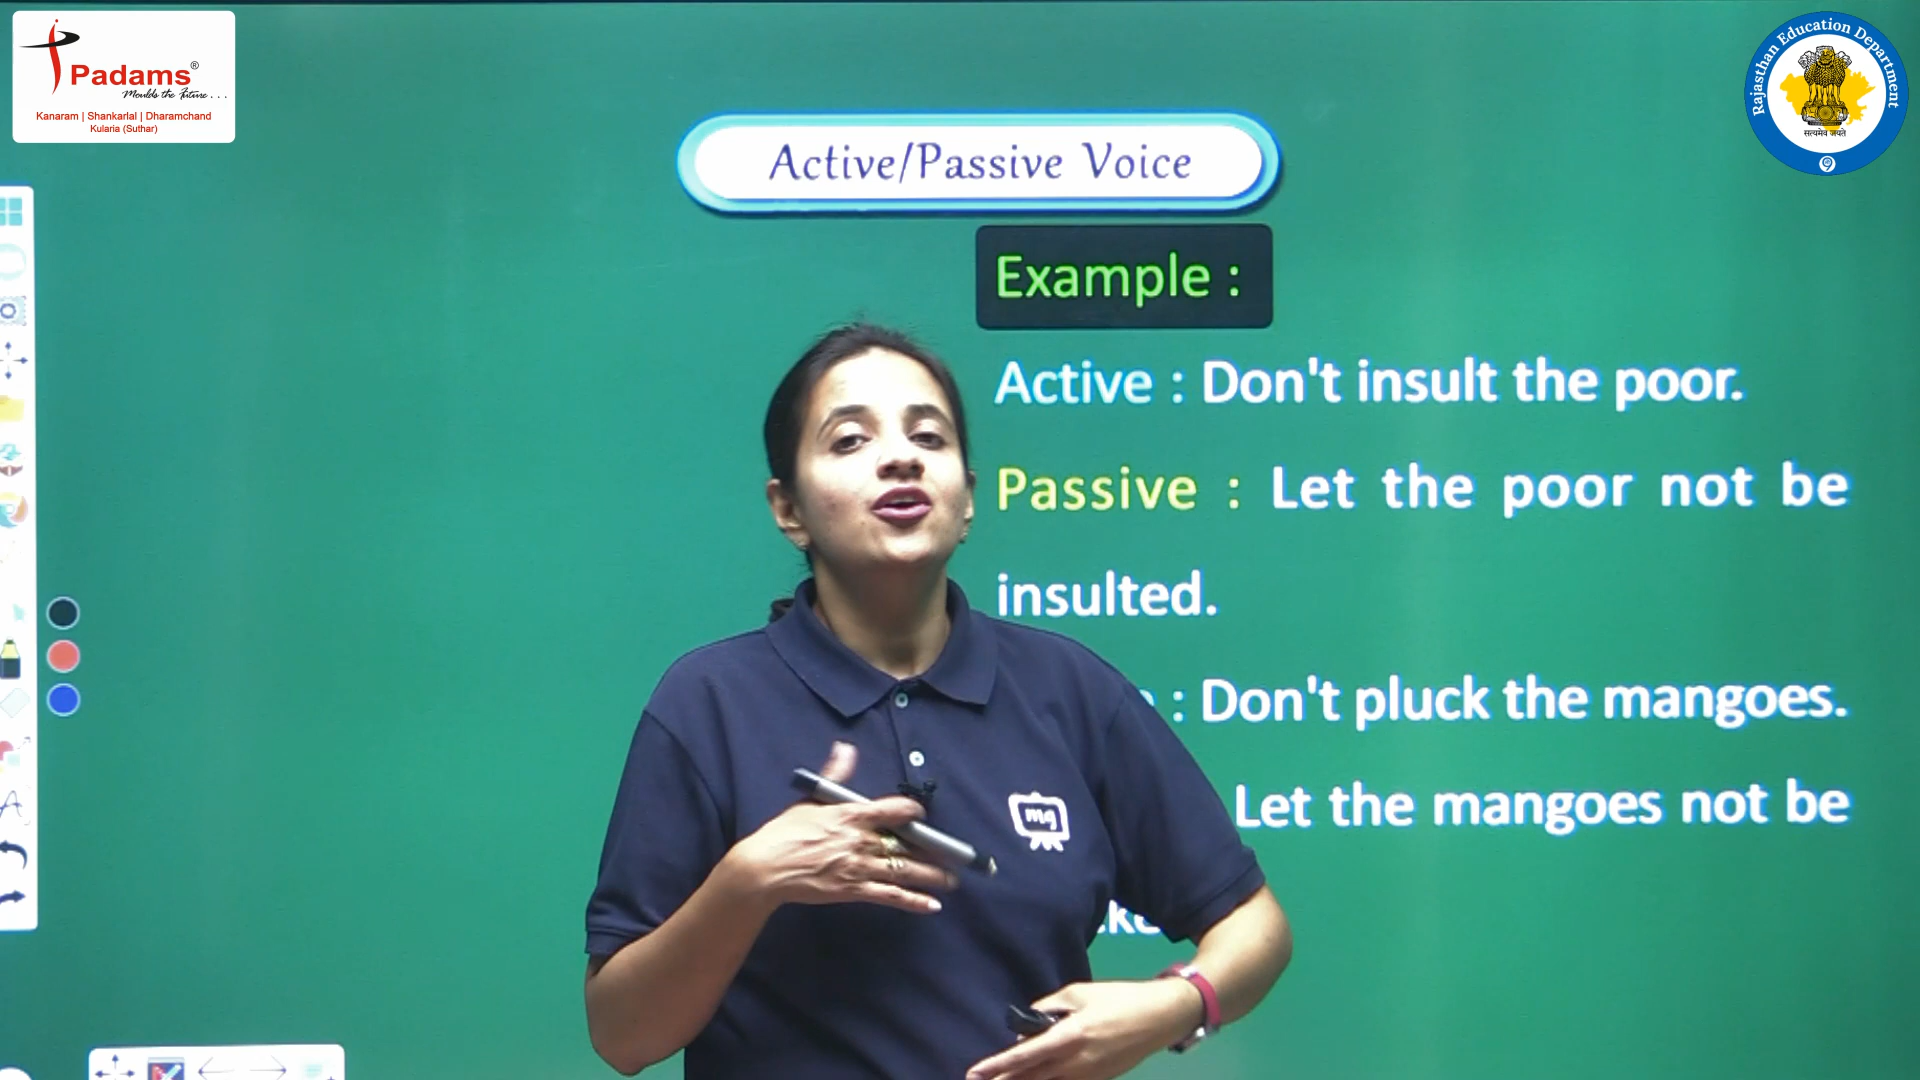 Padams®
Moulds the Future . . .
Kanaram | Shankarlal | Dharamchand
Kularia (Suthar)
Rajasthan Education Department
सत्यमेव जयते
Active/Passive Voice
Example :
Active : Don't insult the poor.
Passive : Let the poor not be
insulted.
: Don't pluck the mangoes.
Let the mangoes not be
mg